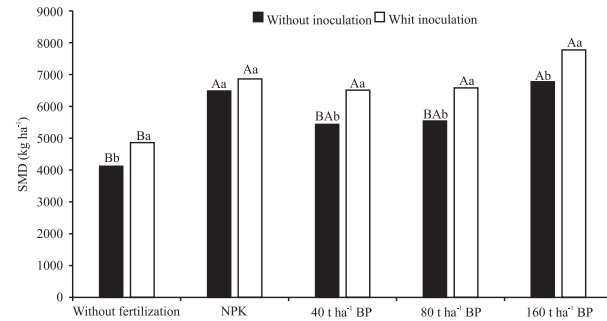 9000
Without inoculation Whit inoculation
8000
7000
6000
5000
4000
3000
2000
1000
0
SMD (kg ha⁻¹)
Bb Ba Aa Aa BAb Aa BAb Aa Ab Aa
Without fertilization NPK 40 t ha⁻¹ BP 80 t ha⁻¹ BP 160 t ha⁻¹ BP